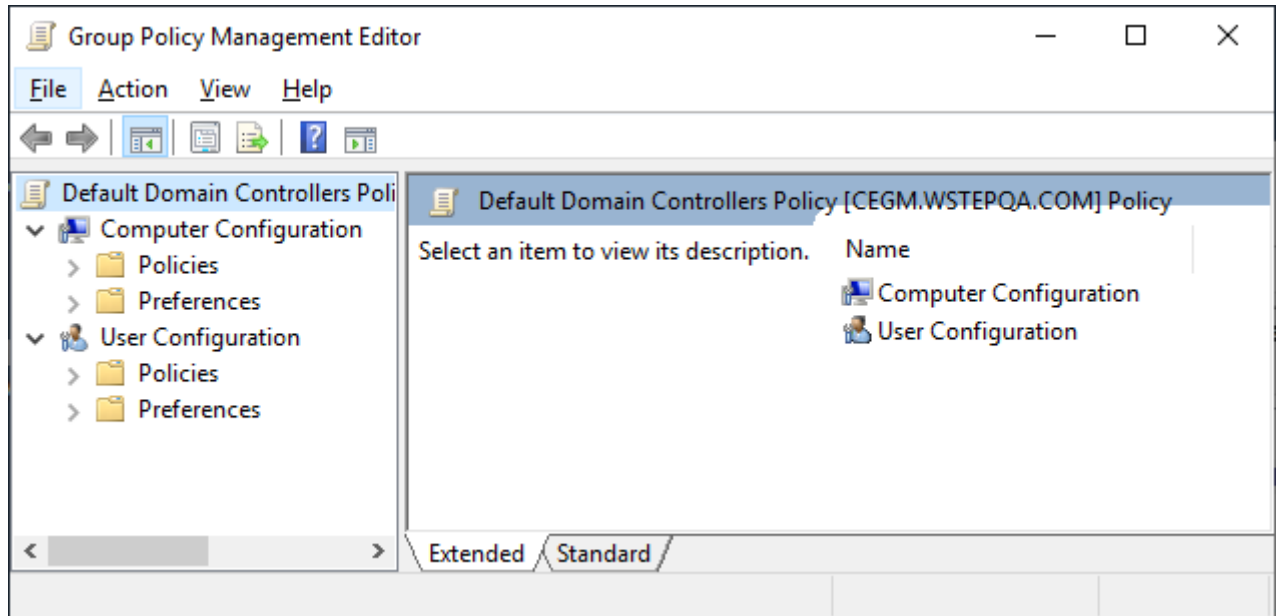 Group Policy Management Editor
File Action View Help
Default Domain Controllers Poli
Computer Configuration
Policies
Preferences
User Configuration
Policies
Preferences
Default Domain Controllers Policy [CEGM.WSTEPQA.COM] Policy
Select an item to view its description.
Name
Computer Configuration
User Configuration
Extended Standard